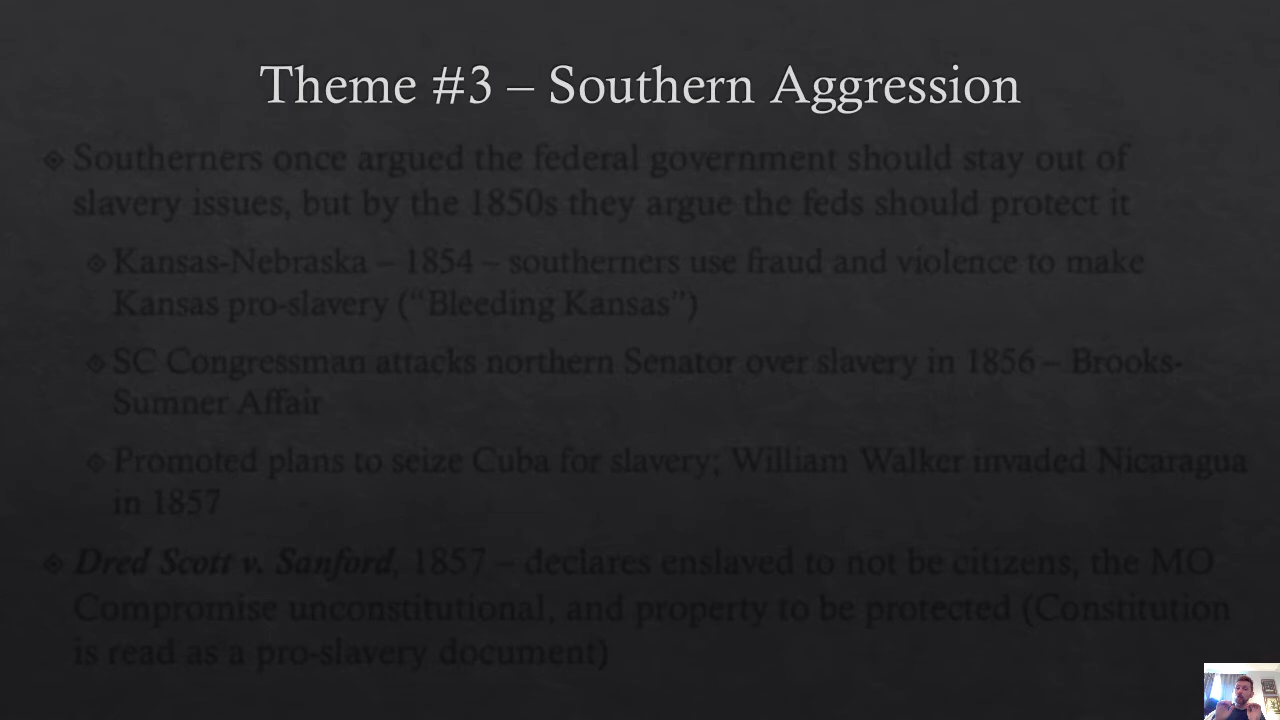 Theme #3 – Southern Aggression
Southerners once argued the federal government should stay out of
slavery issues, but by the 1850s they argue the feds should protect it
Kansas-Nebraska – 1854 – southerners use fraud and violence to make
Kansas pro-slavery (“Bleeding Kansas”)
SC Congressman attacks northern Senator over slavery in 1856 – Brooks-
Sumner Affair
Promoted plans to seize Cuba for slavery; William Walker invaded Nicaragua
in 1857
Dred Scott v. Sanford, 1857 – declares enslaved to not be citizens, the MO
Compromise unconstitutional, and property to be protected (Constitution
is read as a pro-slavery document)